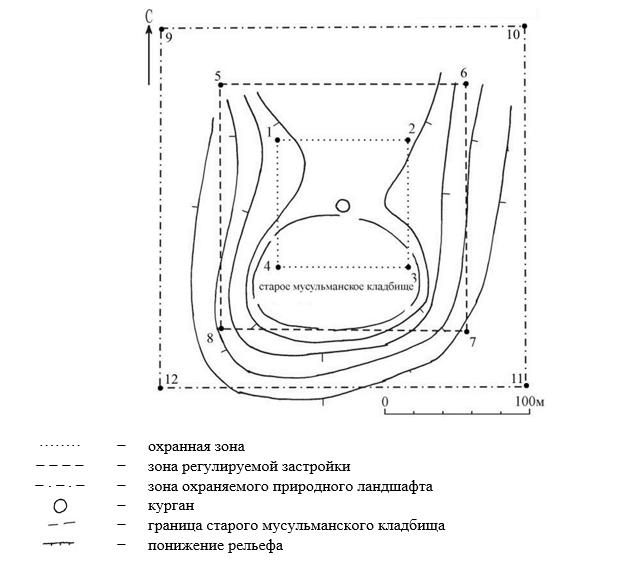 С
9
10
5
6
1
2
4
3
старое мусульманское кладбище
8
7
12
11
0
100м
– охранная зона
– зона регулируемой застройки
– зона охраняемого природного ландшафта
– курган
– граница старого мусульманского кладбища
– понижение рельефа